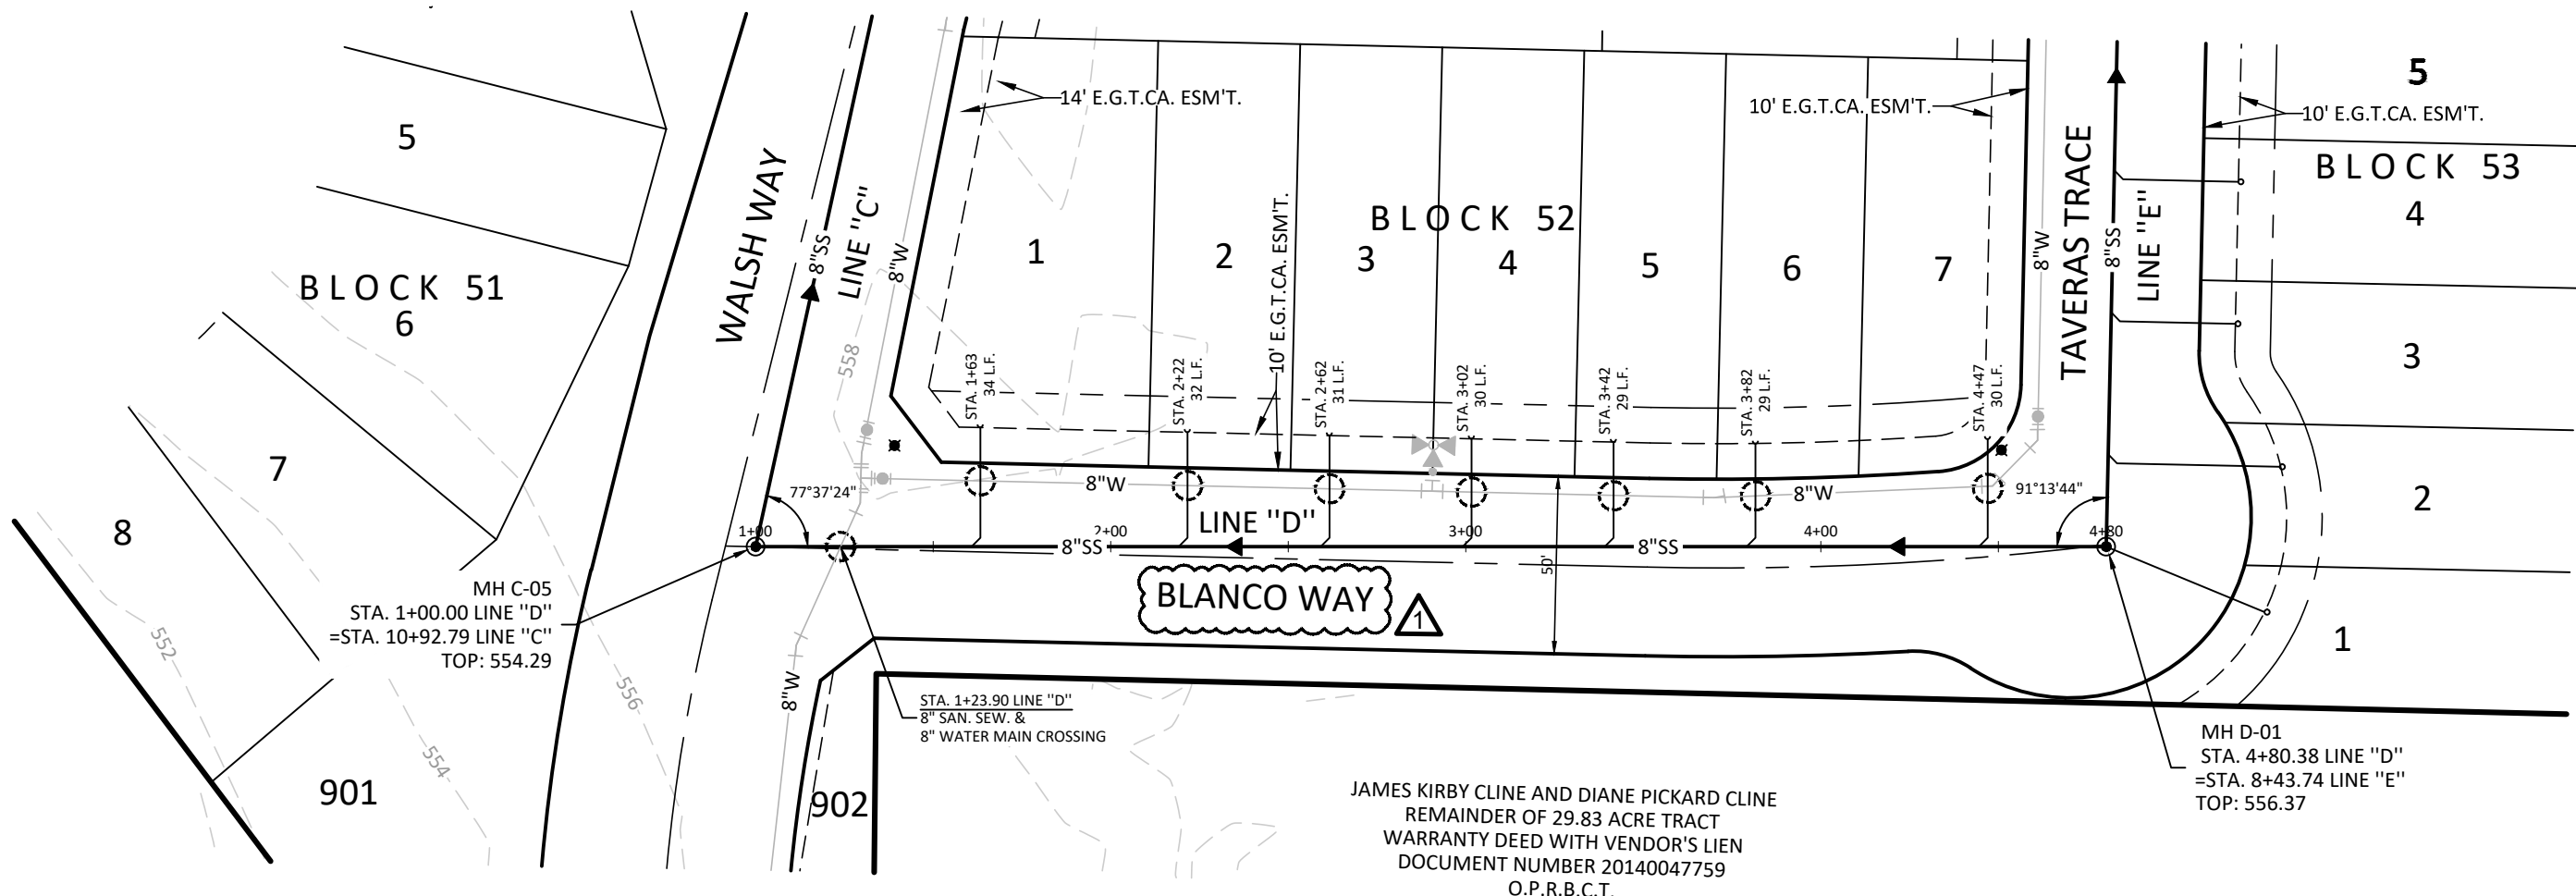 5
BLOCK 51
6
7
8
901
902
552
554
556
558
WALSH WAY
8"SS
LINE "C"
8"W
14' E.G.T.CA. ESM'T.
10' E.G.T.CA. ESM'T.
10' E.G.T.CA. ESM'T.
10' E.G.T.CA. ESM'T.
BLOCK 52
1
2
3
4
5
6
7
STA. 1+63
34 L.F.
STA. 2+22
32 L.F.
STA. 2+62
31 L.F.
STA. 3+02
30 L.F.
STA. 3+42
29 L.F.
STA. 3+82
29 L.F.
STA. 4+47
30 L.F.
8"W
TAVERAS TRACE
8"SS
LINE "E"
5
BLOCK 53
4
3
2
1
77°37'24"
8"W
8"W
91°13'44"
1+00
2+00
LINE "D"
3+00
4+00
4+80
8"SS
8"SS
50'
BLANCO WAY
1
MH C-05
STA. 1+00.00 LINE "D"
=STA. 10+92.79 LINE "C"
TOP: 554.29
8"W
STA. 1+23.90 LINE "D"
8" SAN. SEW. &
8" WATER MAIN CROSSING
MH D-01
STA. 4+80.38 LINE "D"
=STA. 8+43.74 LINE "E"
TOP: 556.37
JAMES KIRBY CLINE AND DIANE PICKARD CLINE
REMAINDER OF 29.83 ACRE TRACT
WARRANTY DEED WITH VENDOR'S LIEN
DOCUMENT NUMBER 20140047759
O.P.R.B.C.T.